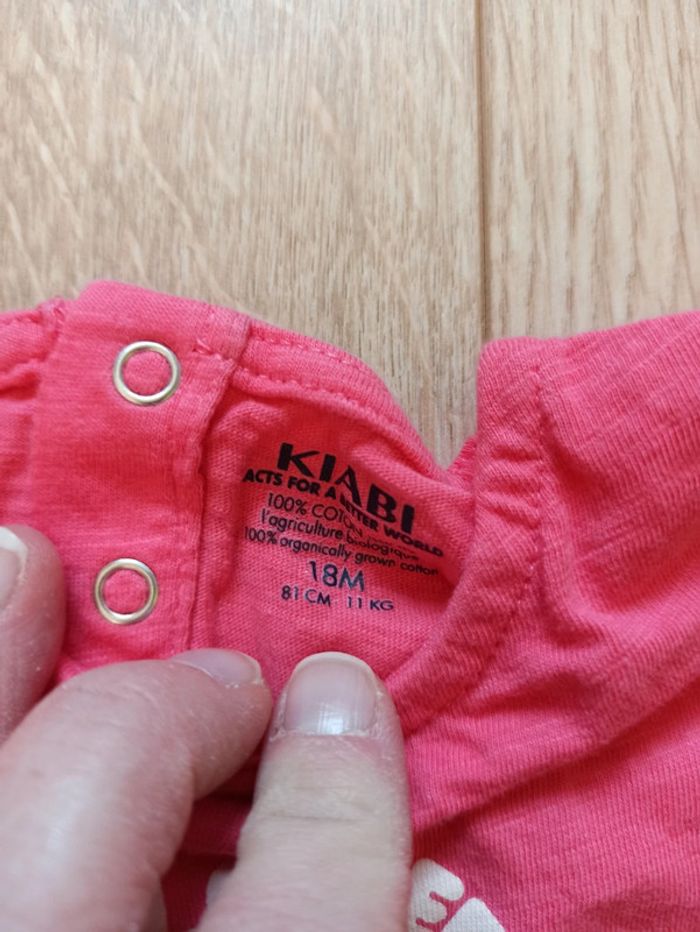 KIABI
ACTS FOR A BETTER WORLD
100% COTON
l'agriculture biologique
100% organically grown cotton
18M
81 CM 11 KG